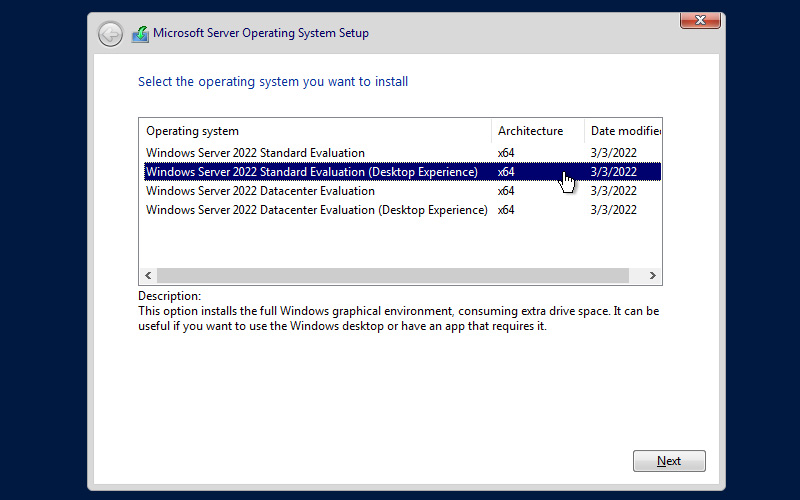 Microsoft Server Operating System Setup
Select the operating system you want to install
Operating system Architecture Date modifie
Windows Server 2022 Standard Evaluation x64 3/3/2022
Windows Server 2022 Standard Evaluation (Desktop Experience) x64 3/3/2022
Windows Server 2022 Datacenter Evaluation x64 3/3/2022
Windows Server 2022 Datacenter Evaluation (Desktop Experience) x64 3/3/2022
Description:
This option installs the full Windows graphical environment, consuming extra drive space. It can be
useful if you want to use the Windows desktop or have an app that requires it.
Next